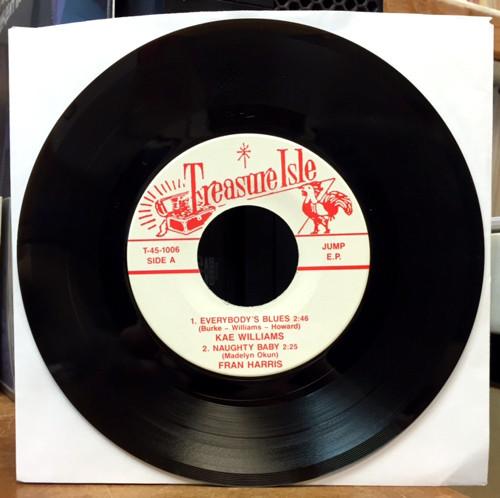 Treasure Isle
T-45-1006
SIDE A
JUMP
E.P.
1. EVERYBODY'S BLUES 2:46
(Burke – Williams – Howard)
KAE WILLIAMS
2. NAUGHTY BABY 2:25
(Madelyn Okun)
FRAN HARRIS